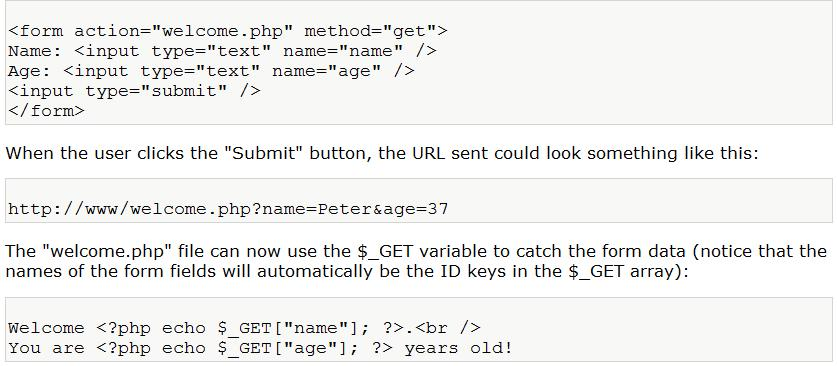 <form action="welcome.php" method="get">
Name: <input type="text" name="name" />
Age: <input type="text" name="age" />
<input type="submit" />
</form>
When the user clicks the "Submit" button, the URL sent could look something like this:
http://www/welcome.php?name=Peter&age=37
The "welcome.php" file can now use the $_GET variable to catch the form data (notice that the
names of the form fields will automatically be the ID keys in the $_GET array):
Welcome <?php echo $_GET["name"]; ?>.<br />
You are <?php echo $_GET["age"]; ?> years old!